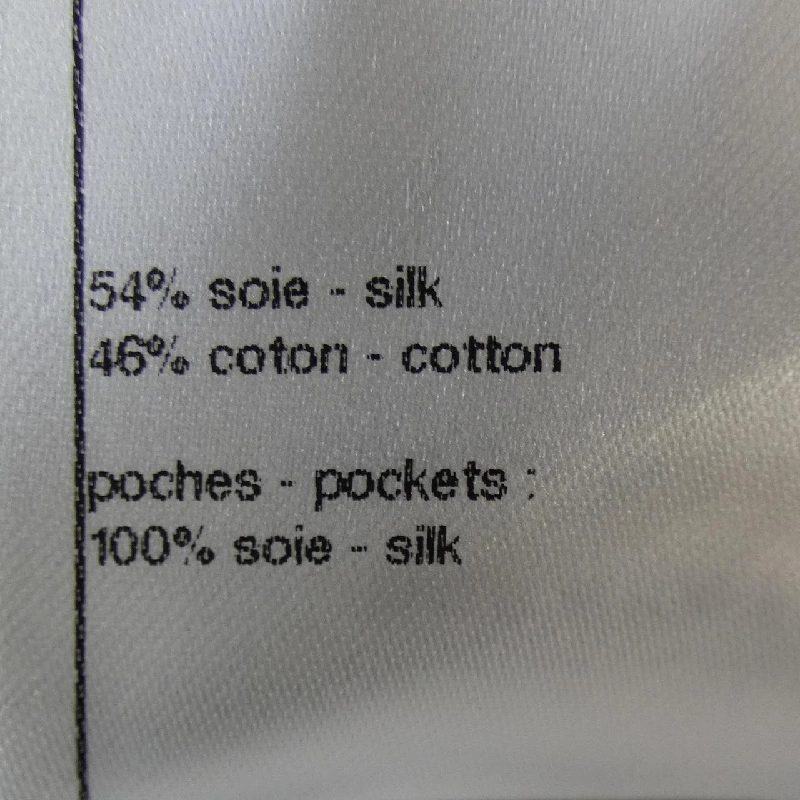 54% soie - silk
46% coton - cotton
poches - pockets :
100% soie - silk